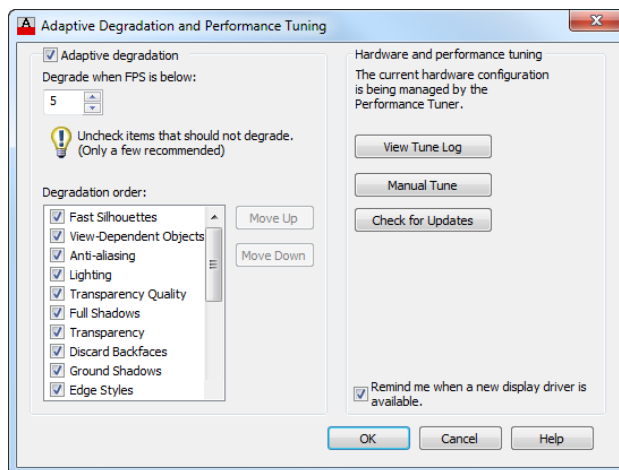 Adaptive Degradation and Performance Tuning
Adaptive degradation
Degrade when FPS is below:
5
Uncheck items that should not degrade.
(Only a few recommended)
Degradation order:
Fast Silhouettes
View-Dependent Objects
Anti-aliasing
Lighting
Transparency Quality
Full Shadows
Transparency
Discard Backfaces
Ground Shadows
Edge Styles
Move Up
Move Down
Hardware and performance tuning
The current hardware configuration
is being managed by the
Performance Tuner.
View Tune Log
Manual Tune
Check for Updates
Remind me when a new display driver is
available.
OK
Cancel
Help